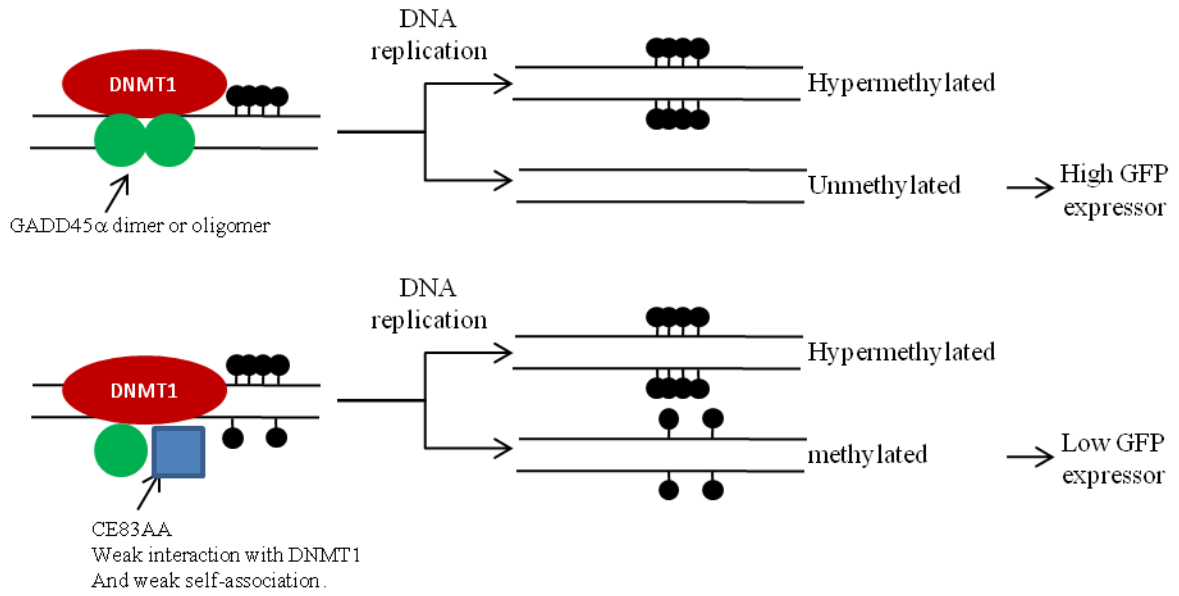 DNA
replication
DNMT1
Hypermethylated
Unmethylated
High GFP
expressor
GADD45α dimer or oligomer
DNA
replication
DNMT1
Hypermethylated
methylated
Low GFP
expressor
CE83AA
Weak interaction with DNMT1
And weak self-association.